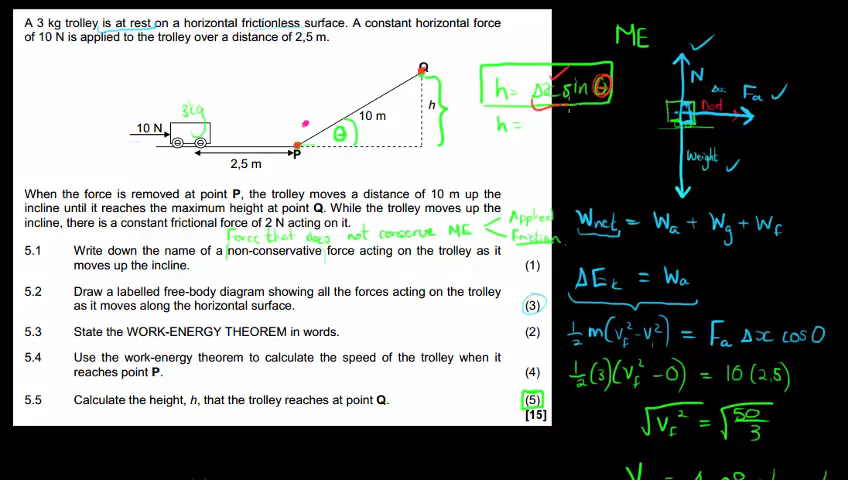 A 3 kg trolley is at rest on a horizontal frictionless surface. A constant horizontal force
of 10 N is applied to the trolley over a distance of 2,5 m.
3kg
10 N
2,5 m
P
θ
10 m
Q
h
h = Δx sin θ
h =
When the force is removed at point P, the trolley moves a distance of 10 m up the
incline until it reaches the maximum height at point Q. While the trolley moves up the
incline, there is a constant frictional force of 2 N acting on it.
Force that does not conserve ME
Applied
Friction
5.1 Write down the name of a non-conservative force acting on the trolley as it
moves up the incline. (1)
5.2 Draw a labelled free-body diagram showing all the forces acting on the trolley
as it moves along the horizontal surface. (3)
5.3 State the WORK-ENERGY THEOREM in words. (2)
5.4 Use the work-energy theorem to calculate the speed of the trolley when it
reaches point P. (4)
5.5 Calculate the height, h, that the trolley reaches at point Q. (5)
[15]
ME
N
Δx
Fa
Weight
Wnet = Wa + Wg + Wf
ΔEk = Wa
½m(vf² - vi²) = Fa Δx cos0
½(3)(vf² - 0) = 10(2,5)
√vf² = √50/3